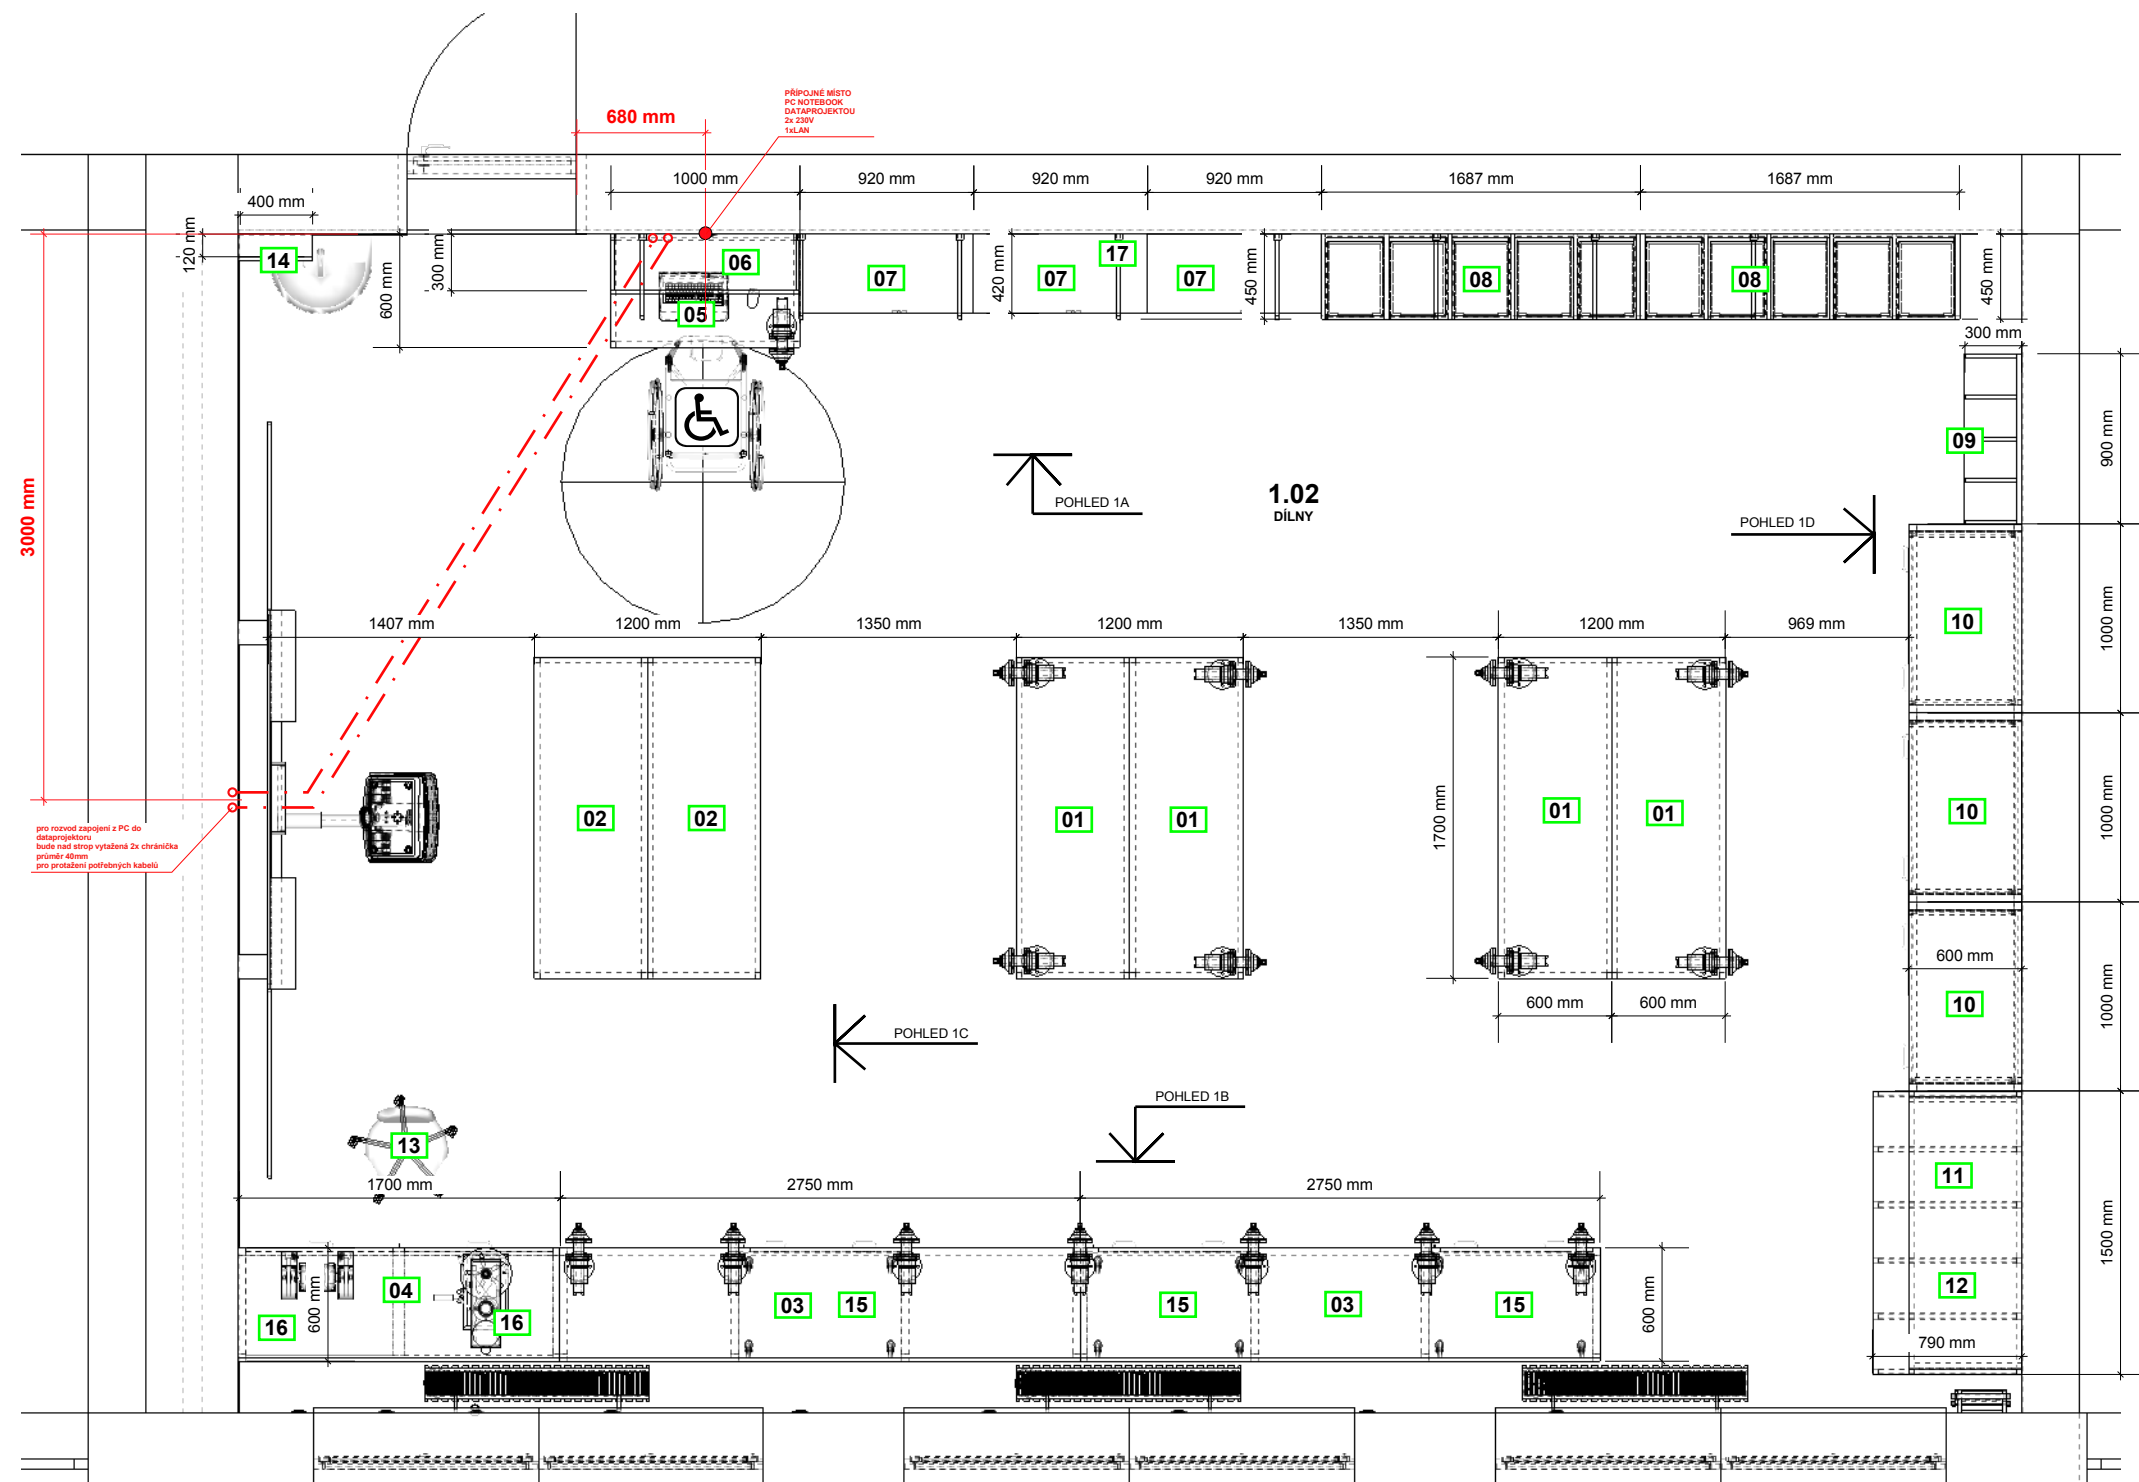 PŘÍPOJNÉ MÍSTO
PC NOTEBOOK
DATAPROJEKTOU
2x 230V
1xLAN
680 mm
1000 mm
920 mm
920 mm
920 mm
1687 mm
1687 mm
400 mm
120 mm
14
600 mm
300 mm
06
05
07
420 mm
07
17
07
450 mm
08
08
450 mm
300 mm
09
900 mm
3000 mm
POHLED 1A
1.02
DÍLNY
POHLED 1D
1407 mm
1200 mm
1350 mm
1200 mm
1350 mm
1200 mm
969 mm
10
1000 mm
02
02
01
01
1700 mm
01
01
10
1000 mm
pro rozvod zapojení z PC do
dataprojektoru
bude nad strop vytažená 2x chránička
průměr 40mm
pro protažení potřebných kabelů
600 mm
600 mm
600 mm
10
1000 mm
POHLED 1C
POHLED 1B
13
1700 mm
2750 mm
2750 mm
11
1500 mm
12
790 mm
16
600 mm
04
16
03
15
15
03
15
600 mm